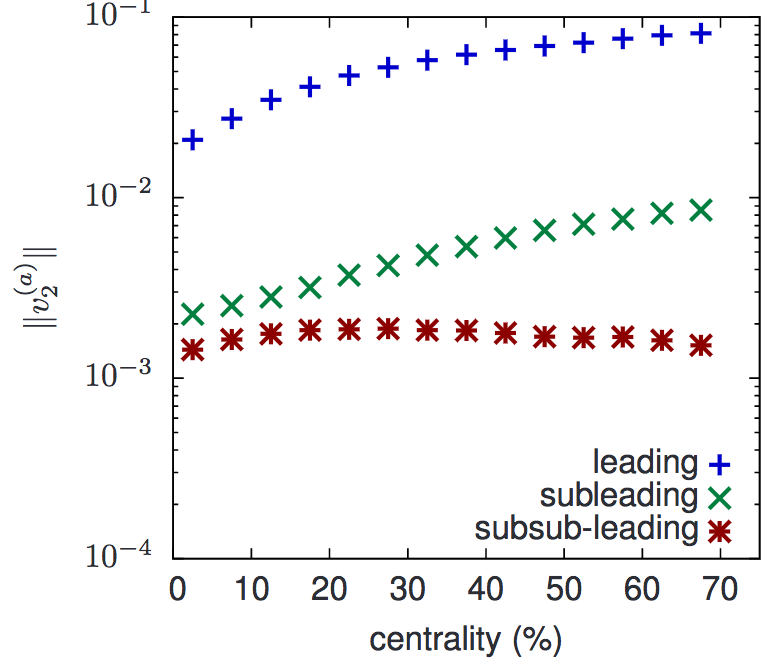 10⁻¹
10⁻²
10⁻³
10⁻⁴
‖v₂⁽ᵃ⁾‖
leading
subleading
subsub-leading
0 10 20 30 40 50 60 70
centrality (%)